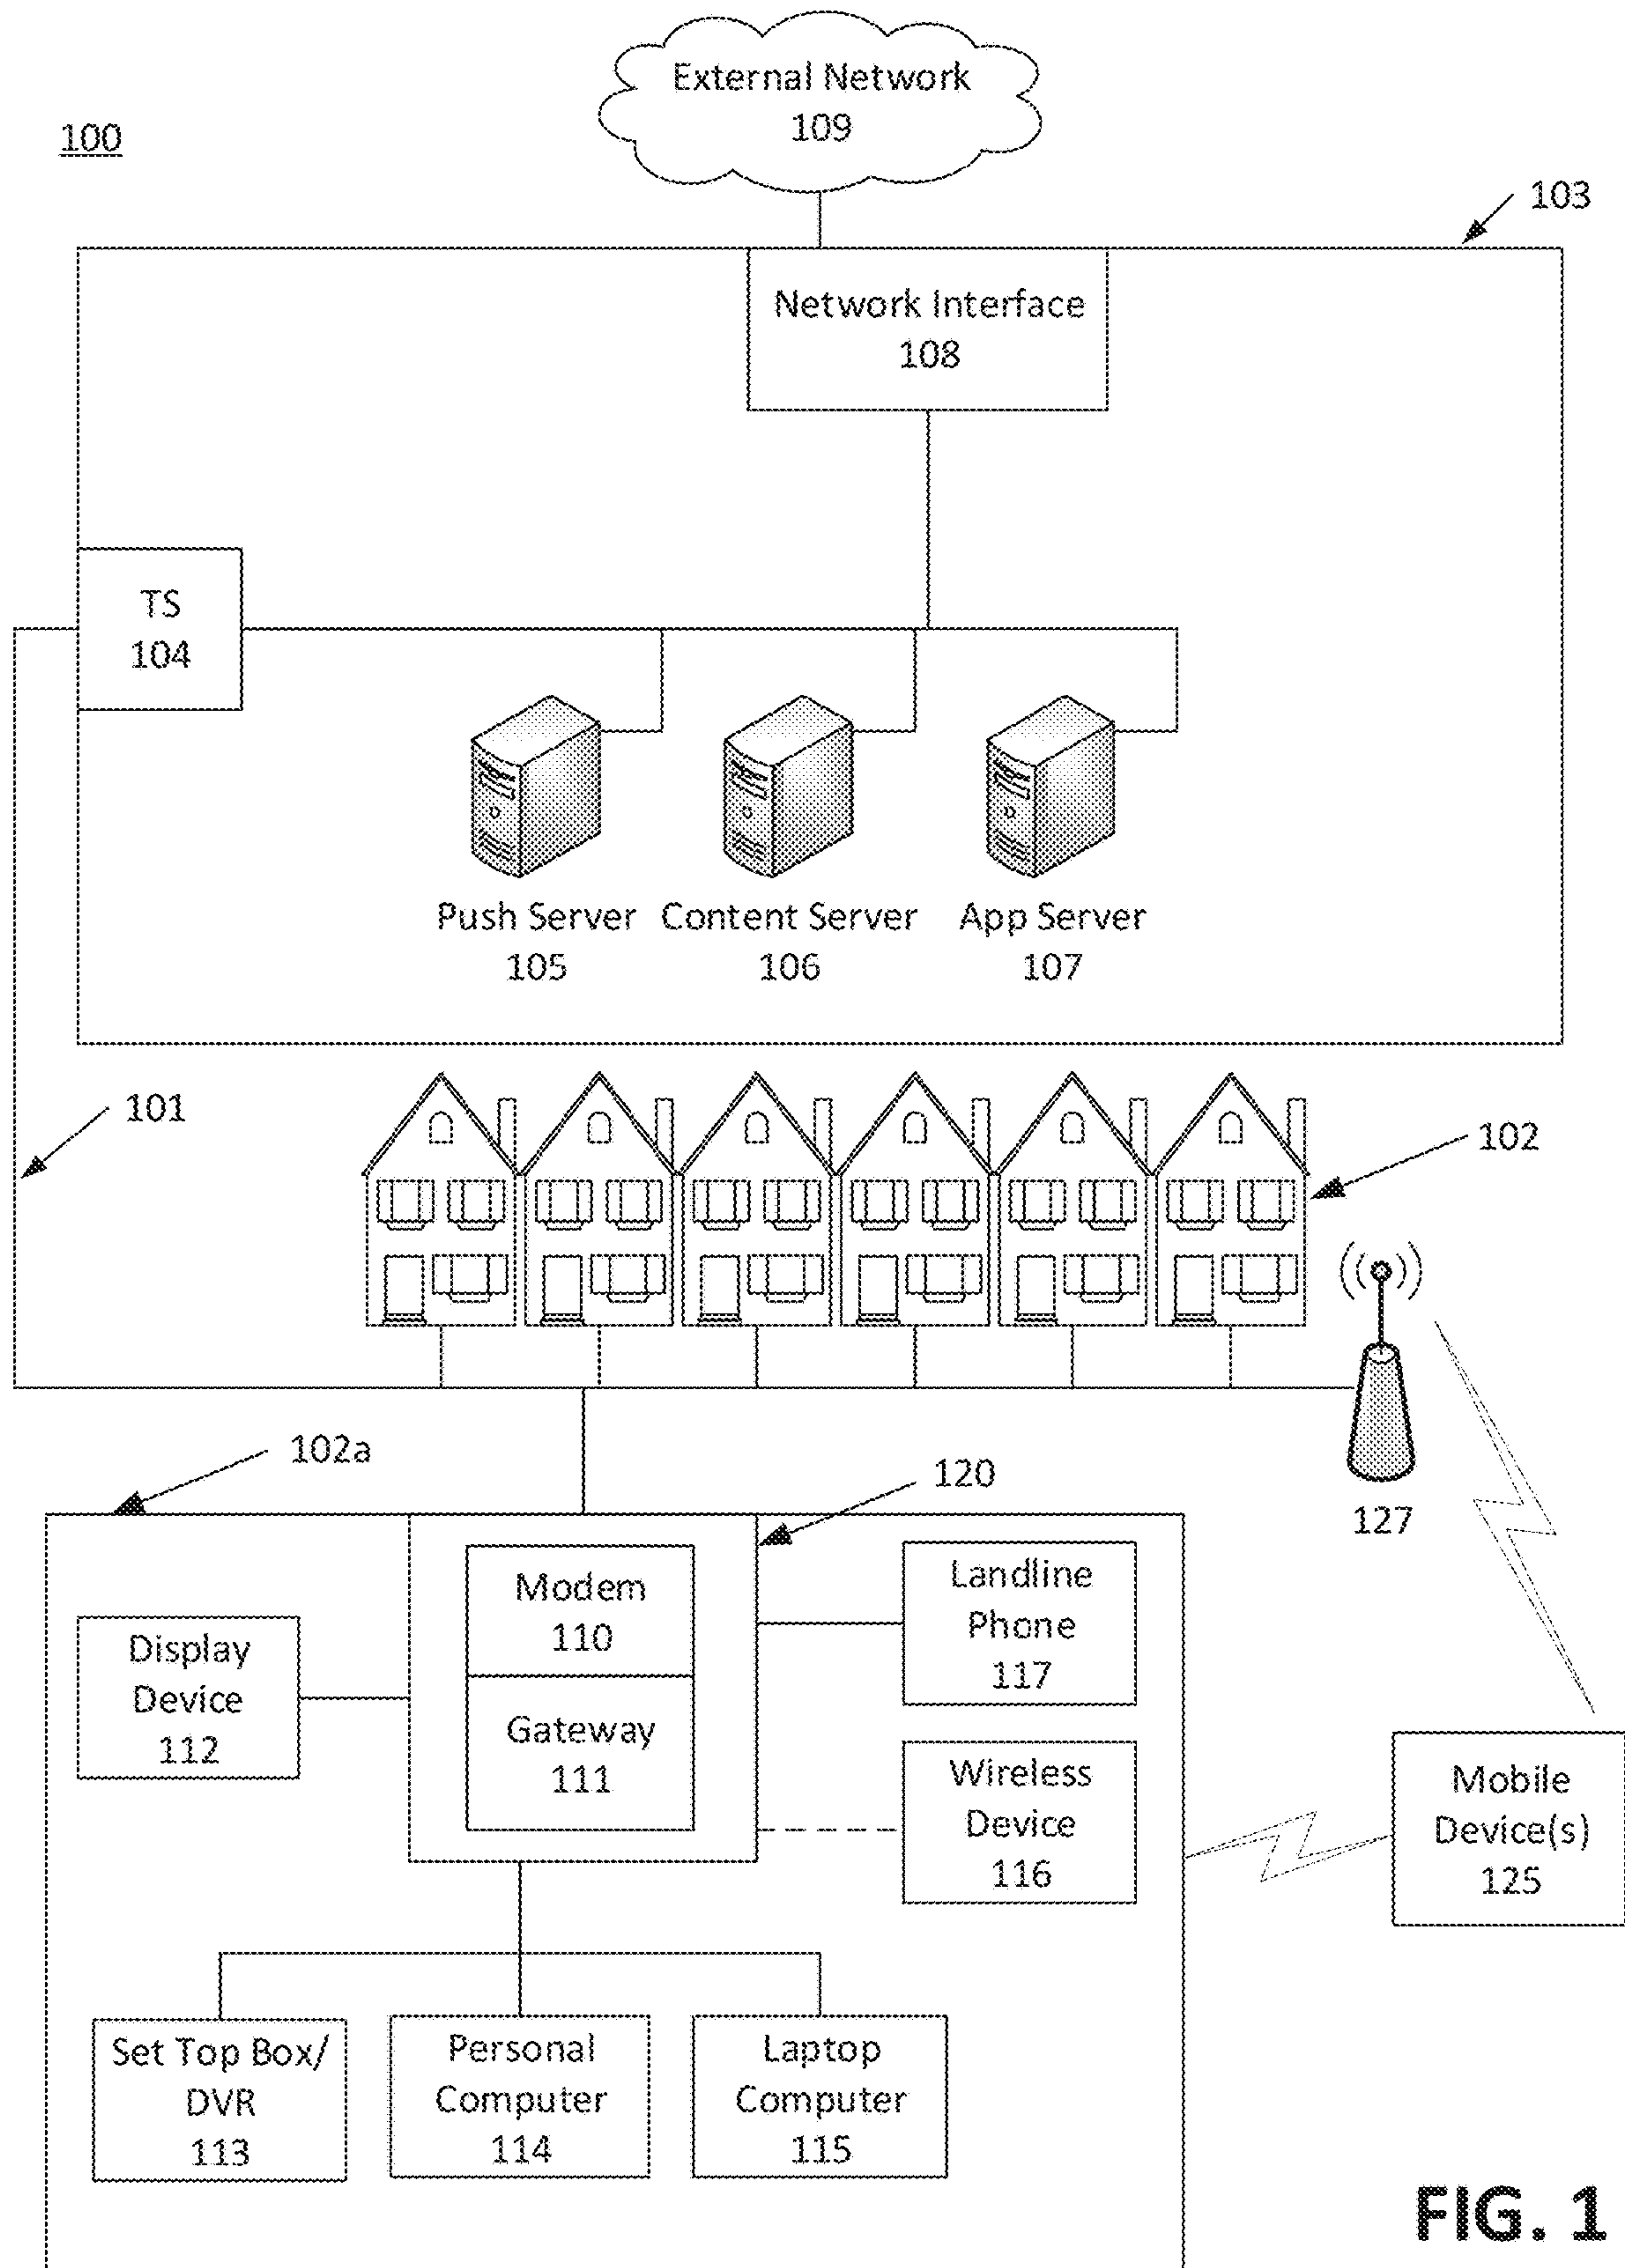 External Network
109
100
103
Network Interface
108
TS
104
Push Server
105
Content Server
106
App Server
107
101
102
127
102a
120
Modem
110
Gateway
111
Landline
Phone
117
Display
Device
112
Wireless
Device
116
Mobile
Device(s)
125
Set Top Box/
DVR
113
Personal
Computer
114
Laptop
Computer
115
FIG. 1